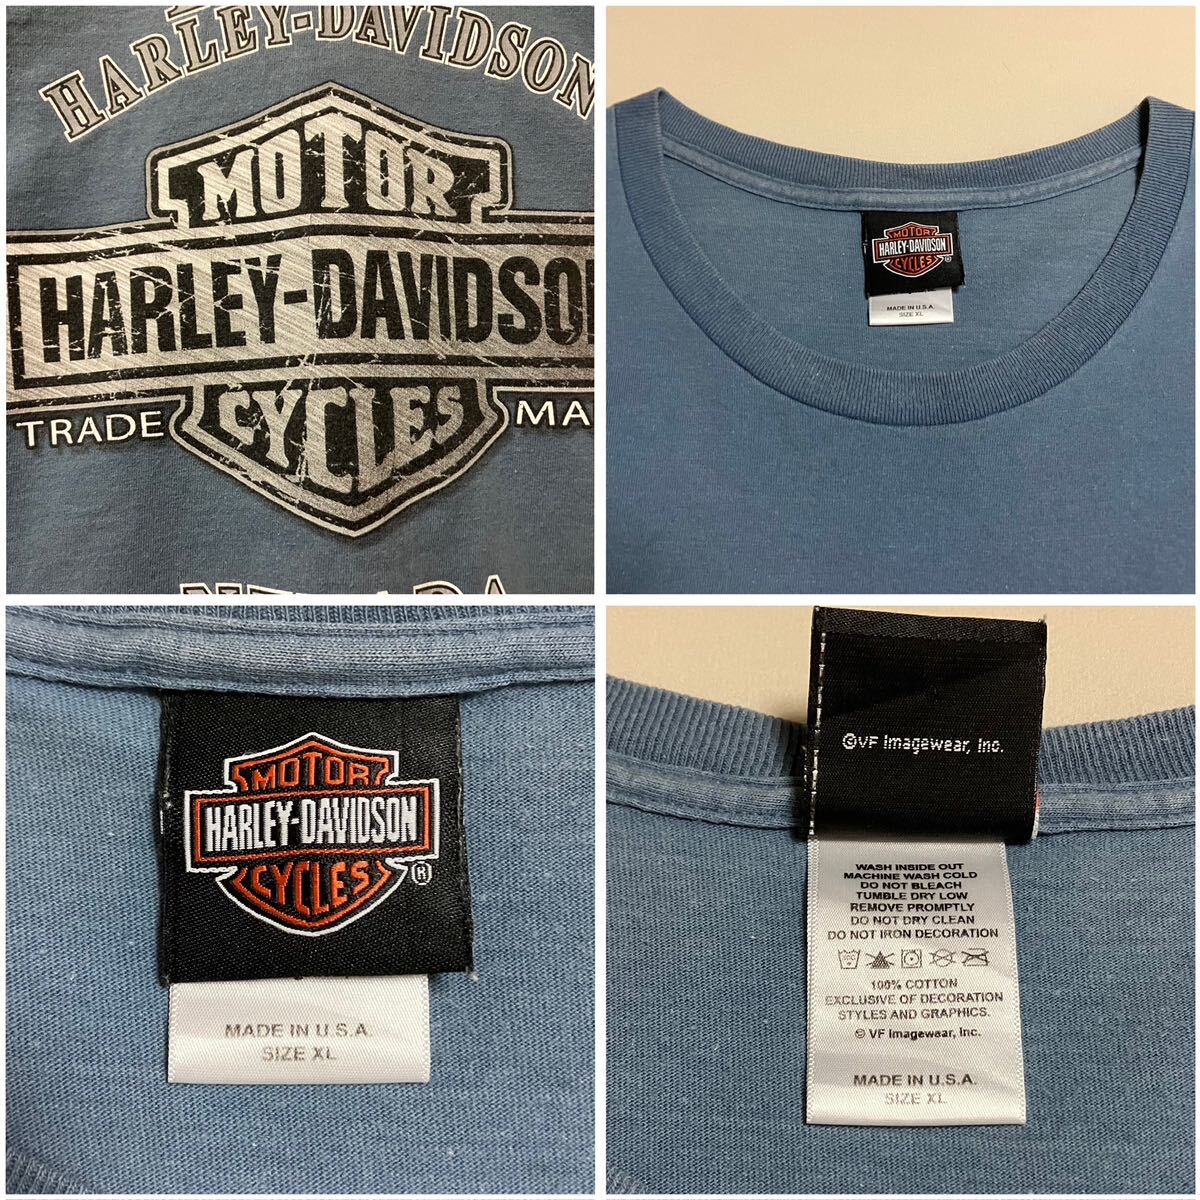 HARLEY-DAVIDSON
MOTOR
HARLEY-DAVIDSO
CYCLES
TRADE MA
MOTOR
HARLEY-DAVIDSON
CYCLES
®
MADE IN U.S.A.
SIZE XL
MOTOR
HARLEY-DAVIDSON
CYCLES
®
MADE IN U.S.A.
SIZE XL
©VF Imagewear, Inc.
WASH INSIDE OUT
MACHINE WASH COLD
DO NOT BLEACH
TUMBLE DRY LOW
REMOVE PROMPTLY
DO NOT DRY CLEAN
DO NOT IRON DECORATION
100% COTTON
EXCLUSIVE OF DECORATION
STYLES AND GRAPHICS.
© VF Imagewear, Inc.
MADE IN U.S.A.
SIZE XL